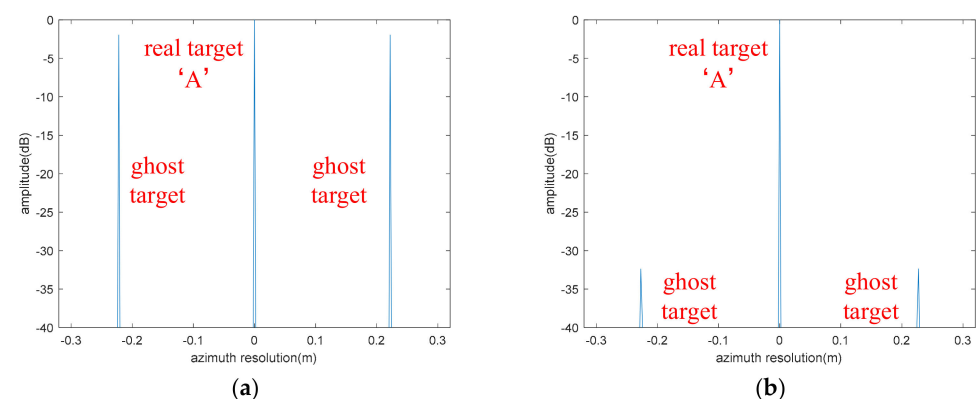 0
-5
-10
-15
-20
-25
-30
-35
-40
amplitude(dB)
real target
‘A’
ghost
target
ghost
target
-0.3 -0.2 -0.1 0 0.1 0.2 0.3
azimuth resolution(m)
(a)
0
-5
-10
-15
-20
-25
-30
-35
-40
amplitude(dB)
real target
‘A’
ghost
target
ghost
target
-0.3 -0.2 -0.1 0 0.1 0.2 0.3
azimuth resolution(m)
(b)